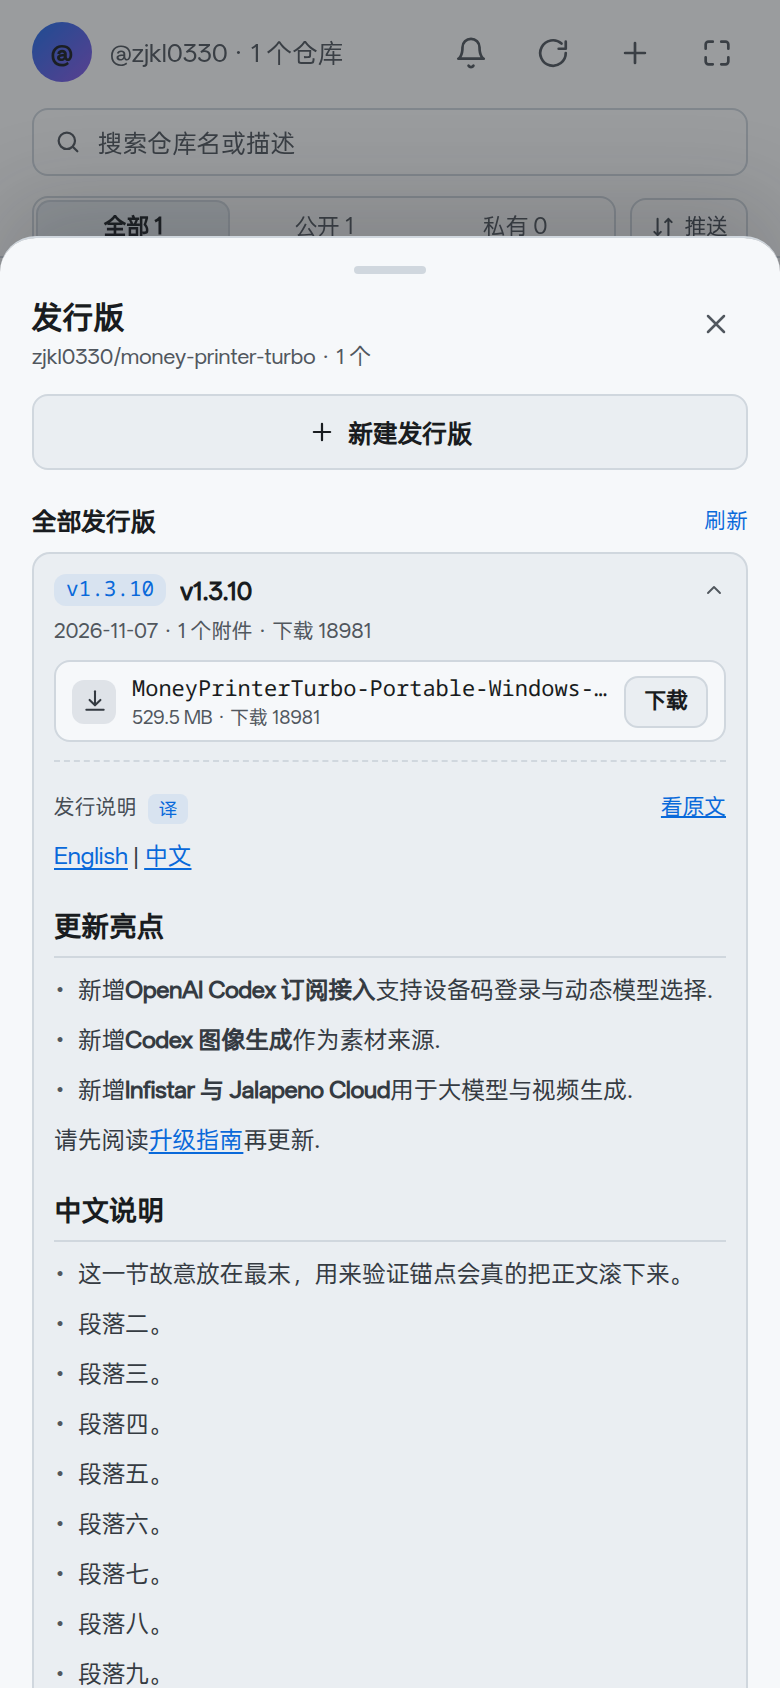 @ @zjkl0330 · 1 个仓库
搜索仓库名或描述
全部 1 公开 1 私有 0 推送
发行版
zjkl0330/money-printer-turbo · 1 个
新建发行版
全部发行版 刷新
v1.3.10 v1.3.10
2026-11-07 · 1 个附件 · 下载 18981
MoneyPrinterTurbo-Portable-Windows-… 下载
529.5 MB · 下载 18981
发行说明 译 看原文
English | 中文
更新亮点
• 新增OpenAI Codex 订阅接入支持设备码登录与动态模型选择.
• 新增Codex 图像生成作为素材来源.
• 新增Infistar 与 Jalapeno Cloud用于大模型与视频生成.
请先阅读升级指南再更新.
中文说明
• 这一节故意放在最末，用来验证锚点会真的把正文滚下来。
• 段落二。
• 段落三。
• 段落四。
• 段落五。
• 段落六。
• 段落七。
• 段落八。
• 段落九。